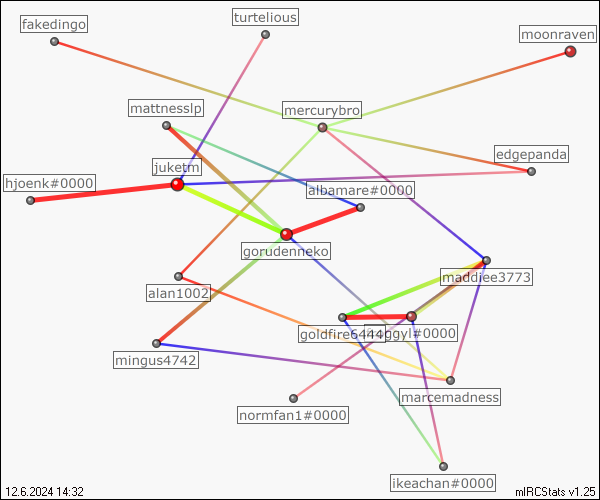 turtelious
fakedingo
moonraven
mattnesslp
mercurybro
edgepanda
juketm
hjoenk#0000
albamare#0000
gorudenneko
maddiee3773
alan1002
goldfire6444
ggyl#0000
mingus4742
marcemadness
normfan1#0000
ikeachan#0000
12.6.2024 14:32
mIRCStats v1.25